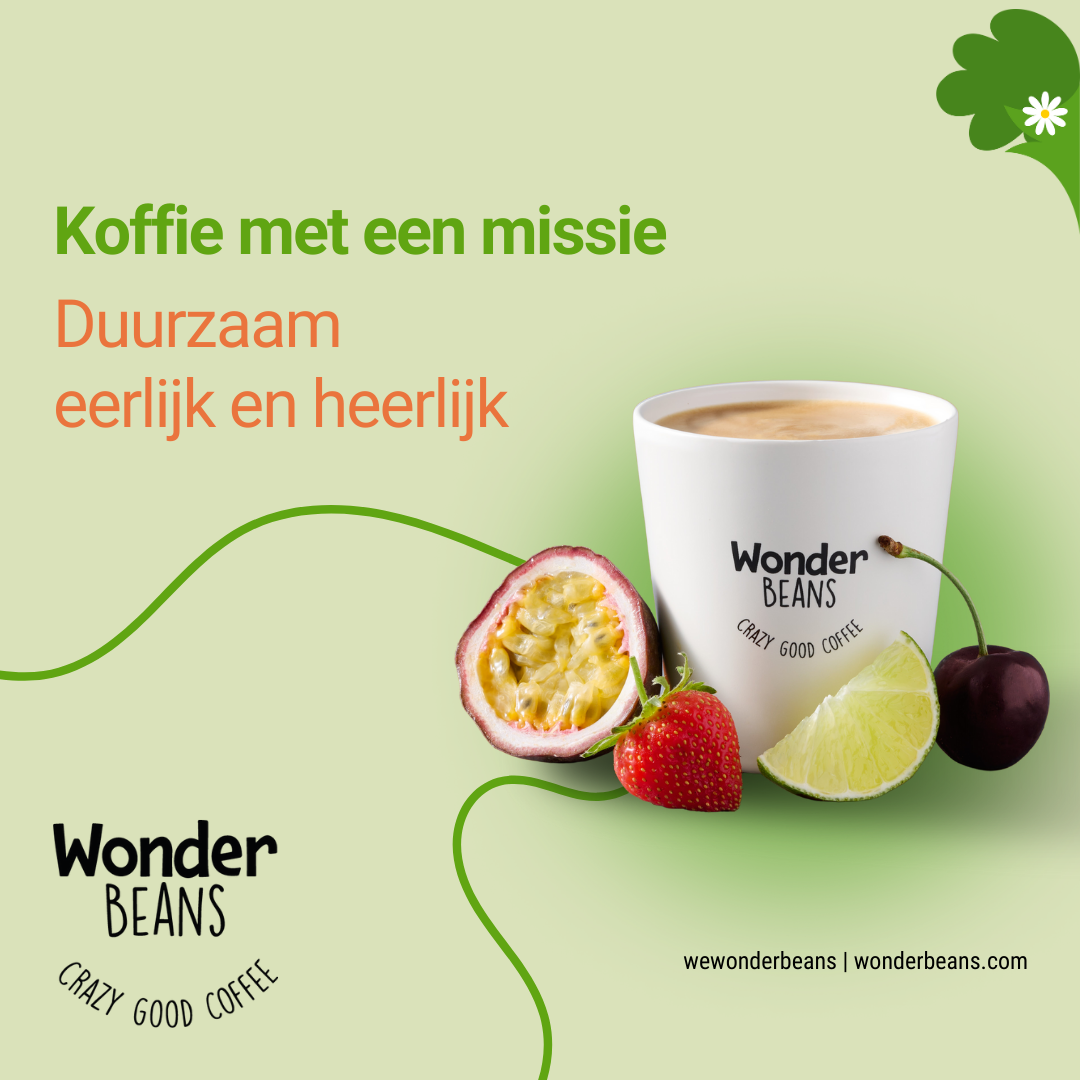 Koffie met een missie
Duurzaam
eerlijk en heerlijk
Wonder
BEANS
CRAZY GOOD COFFEE
Wonder
BEANS
CRAZY GOOD COFFEE
wewonderbeans | wonderbeans.com